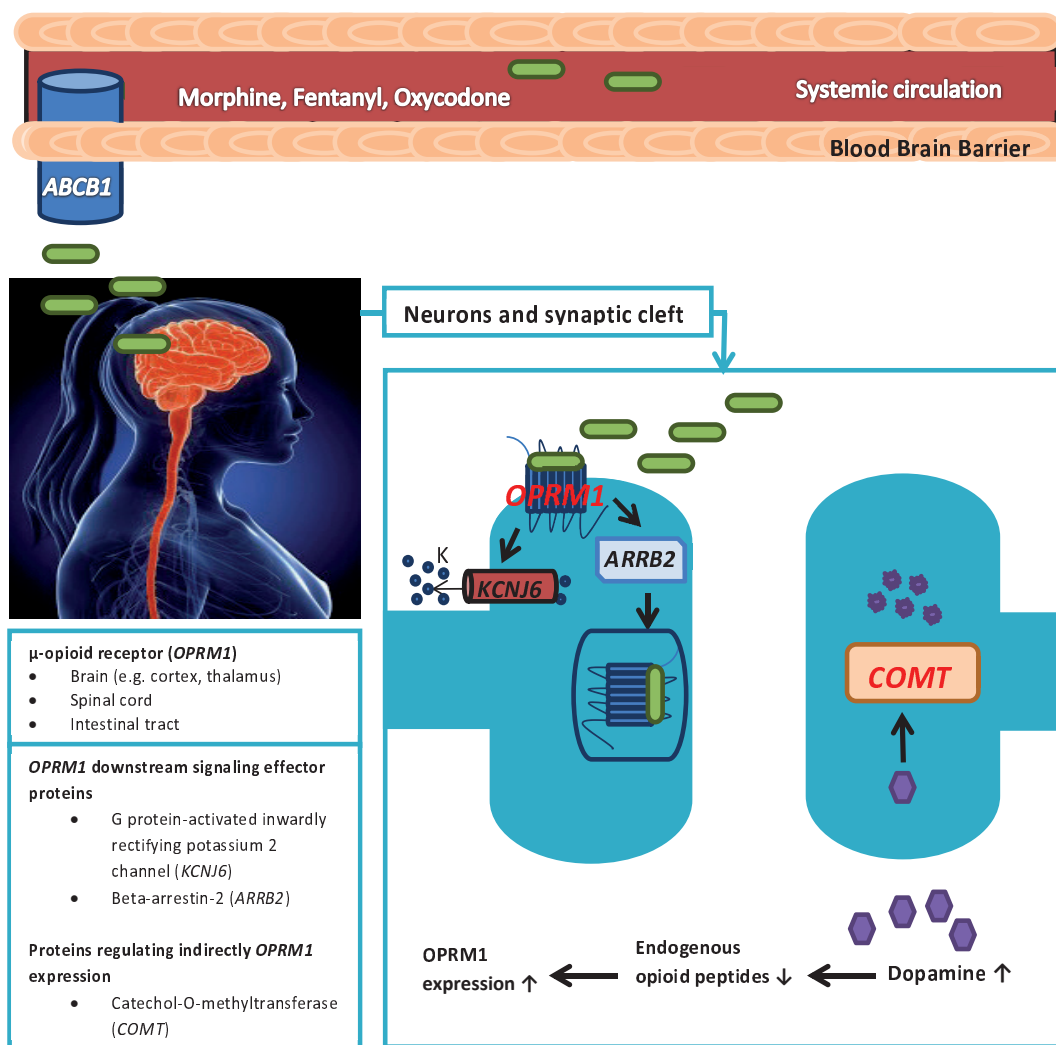 Morphine, Fentanyl, Oxycodone
Systemic circulation
Blood Brain Barrier
ABCB1
Neurons and synaptic cleft
OPRM1
K
KCNJ6
ARRB2
COMT
μ-opioid receptor (OPRM1)
• Brain (e.g. cortex, thalamus)
• Spinal cord
• Intestinal tract
OPRM1 downstream signaling effector
proteins
• G protein-activated inwardly
rectifying potassium 2
channel (KCNJ6)
• Beta-arrestin-2 (ARRB2)
Proteins regulating indirectly OPRM1
expression
• Catechol-O-methyltransferase
(COMT)
OPRM1
expression ↑
Endogenous
opioid peptides ↓
Dopamine ↑